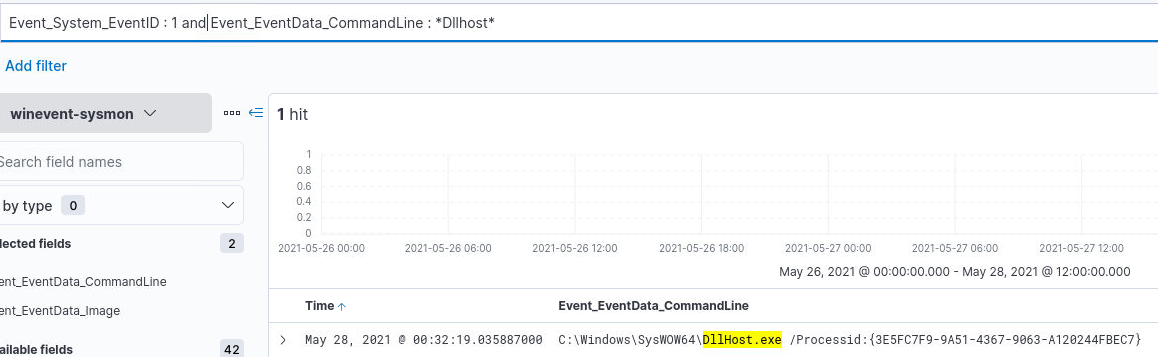 Event_System_EventID : 1 and Event_EventData_CommandLine : *Dllhost*
Add filter
winevent-sysmon
1 hit
Search field names
by type 0
lected fields 2
ent_EventData_CommandLine
ent_EventData_Image
ailable fields 42
1
0.8
0.6
0.4
0.2
0
2021-05-26 00:00 2021-05-26 06:00 2021-05-26 12:00 2021-05-26 18:00 2021-05-27 00:00 2021-05-27 06:00 2021-05-27 12:00
May 26, 2021 @ 00:00:00.000 - May 28, 2021 @ 12:00:00.000
Time Event_EventData_CommandLine
May 28, 2021 @ 00:32:19.035887000 C:\Windows\SysWOW64\DllHost.exe /Processid:{3E5FC7F9-9A51-4367-9063-A120244FBEC7}